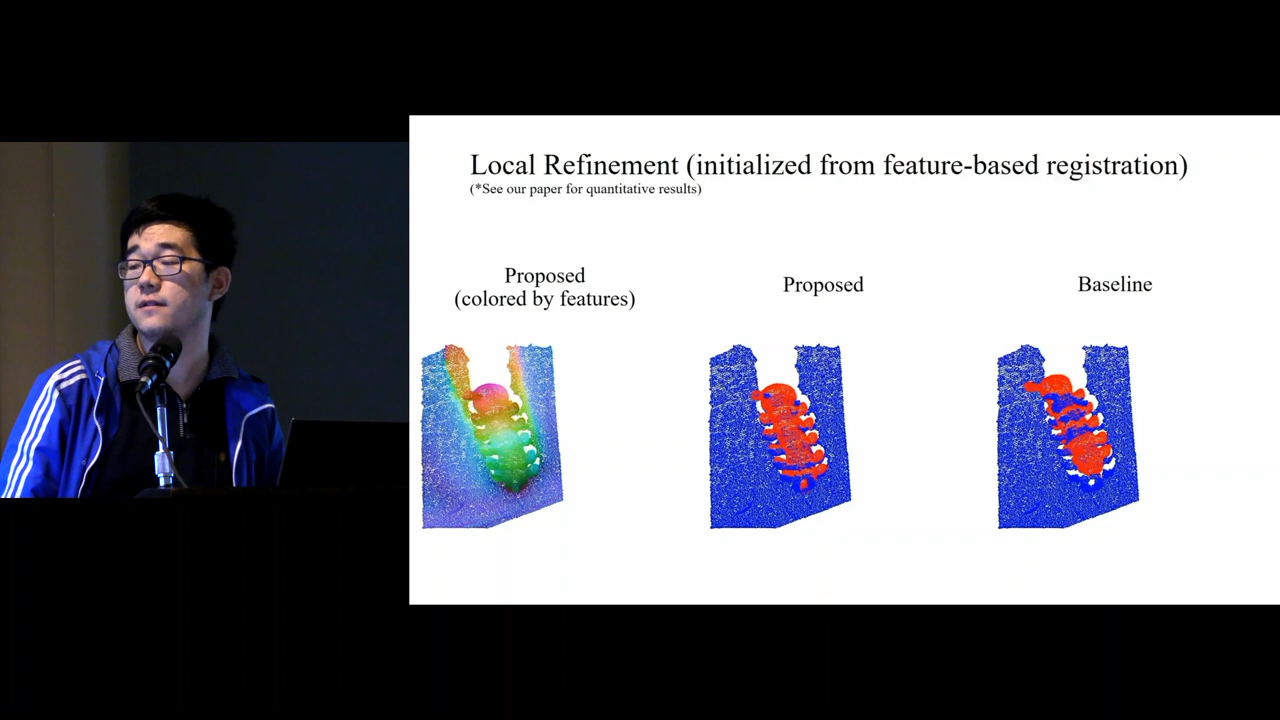 Local Refinement (initialized from feature-based registration)
(*See our paper for quantitative results)
Proposed
(colored by features)
Proposed
Baseline